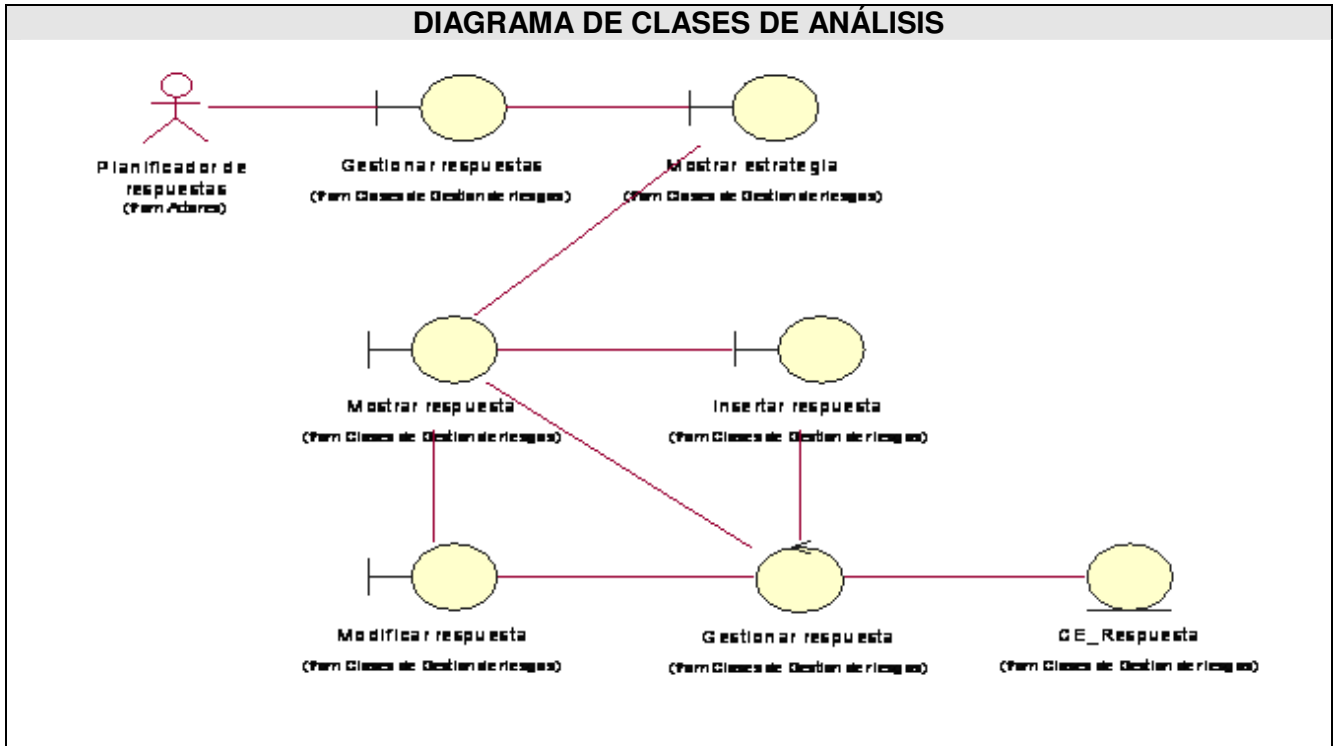 DIAGRAMA DE CLASES DE ANÁLISIS
Planificador de
respuestas
(from Actores)
Gestionar respuestas
(from Clases de Gestion de riesgos)
Mostrar estrategia
(from Clases de Gestion de riesgos)
Mostrar respuesta
(from Clases de Gestion de riesgos)
Insertar respuesta
(from Clases de Gestion de riesgos)
Modificar respuesta
(from Clases de Gestion de riesgos)
Gestionar respuesta
(from Clases de Gestion de riesgos)
CE_Respuesta
(from Clases de Gestion de riesgos)